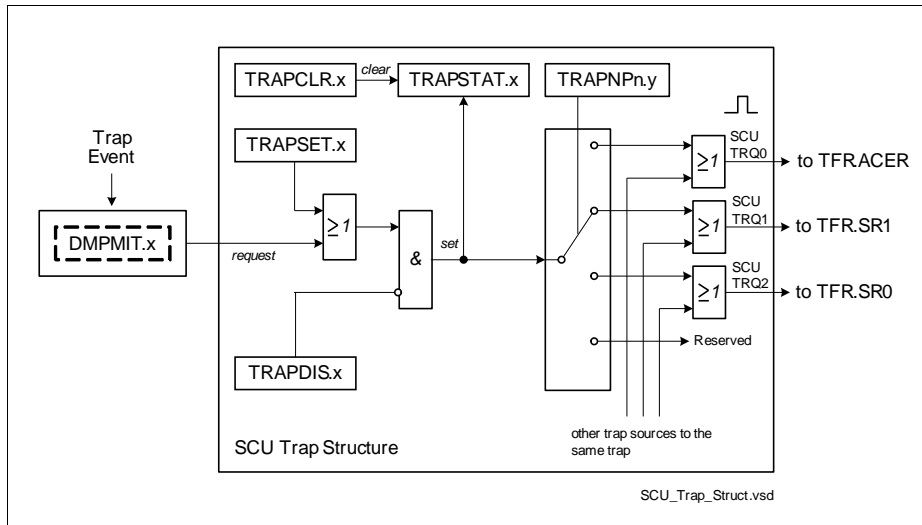 TRAPCLR.x
clear
TRAPSTAT.x
TRAPNPn.y
Trap
Event
TRAPSET.x
SCU
TRQ0
to TFR.ACER
≥1
≥1
DMPMIT.x
request
&
set
SCU
TRQ1
to TFR.SR1
≥1
SCU
TRQ2
to TFR.SR0
≥1
Reserved
TRAPDIS.x
other trap sources to the
same trap
SCU Trap Structure
SCU_Trap_Struct.vsd